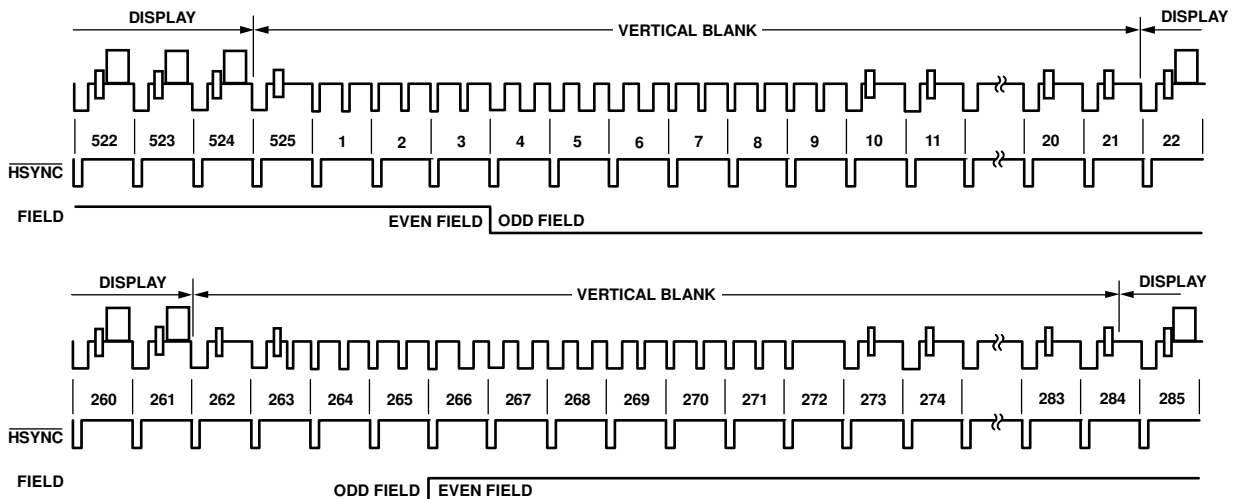 DISPLAY VERTICAL BLANK DISPLAY
522 523 524 525 1 2 3 4 5 6 7 8 9 10 11 20 21 22
HSYNC
FIELD EVEN FIELD ODD FIELD
DISPLAY VERTICAL BLANK DISPLAY
260 261 262 263 264 265 266 267 268 269 270 271 272 273 274 283 284 285
HSYNC
FIELD ODD FIELD EVEN FIELD